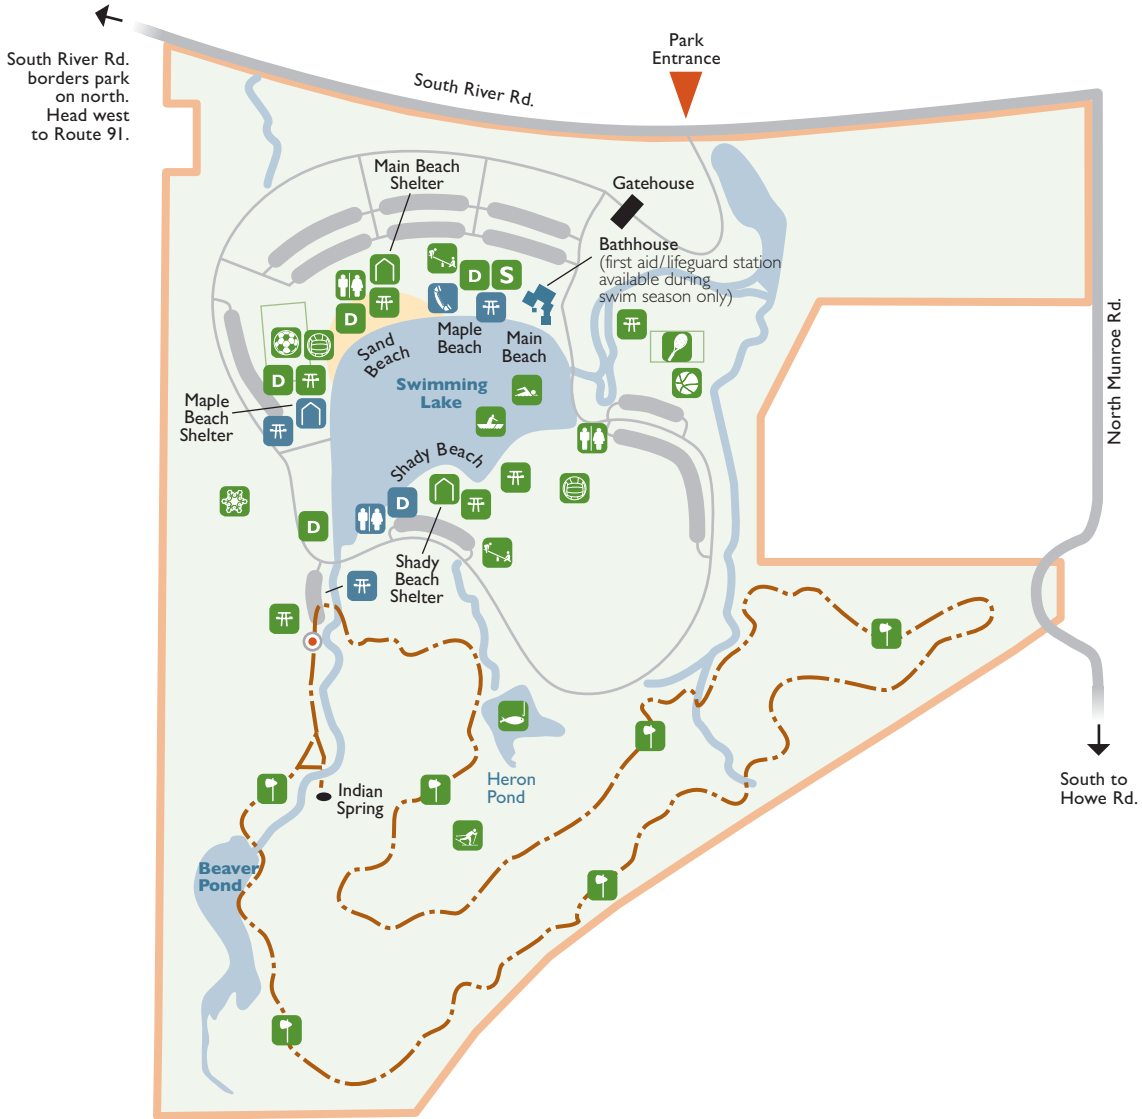 South River Rd.
borders park
on north.
Head west
to Route 91.
South River Rd.
Park
Entrance
Main Beach
Shelter
Gatehouse
Bathhouse
(first aid/lifeguard station
available during
swim season only)
D
S
D
Sand
Beach
Maple
Beach
Main
Beach
North Munroe Rd.
D
Swimming
Lake
Maple
Beach
Shelter
Shady Beach
D
D
Shady
Beach
Shelter
Heron
Pond
Indian
Spring
South to
Howe Rd.
Beaver
Pond